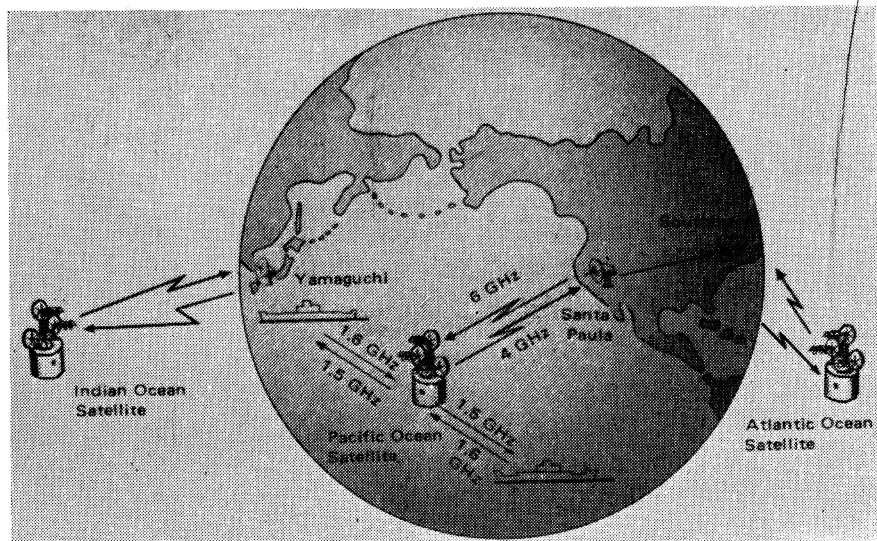 Yamaguchi
6 GHz
4 GHz
Santa
Paula
1.6 GHz
1.5 GHz
Indian Ocean
Satellite
Pacific Ocean
Satellite
1.5 GHz
1.6
GHz
Atlantic Ocean
Satellite